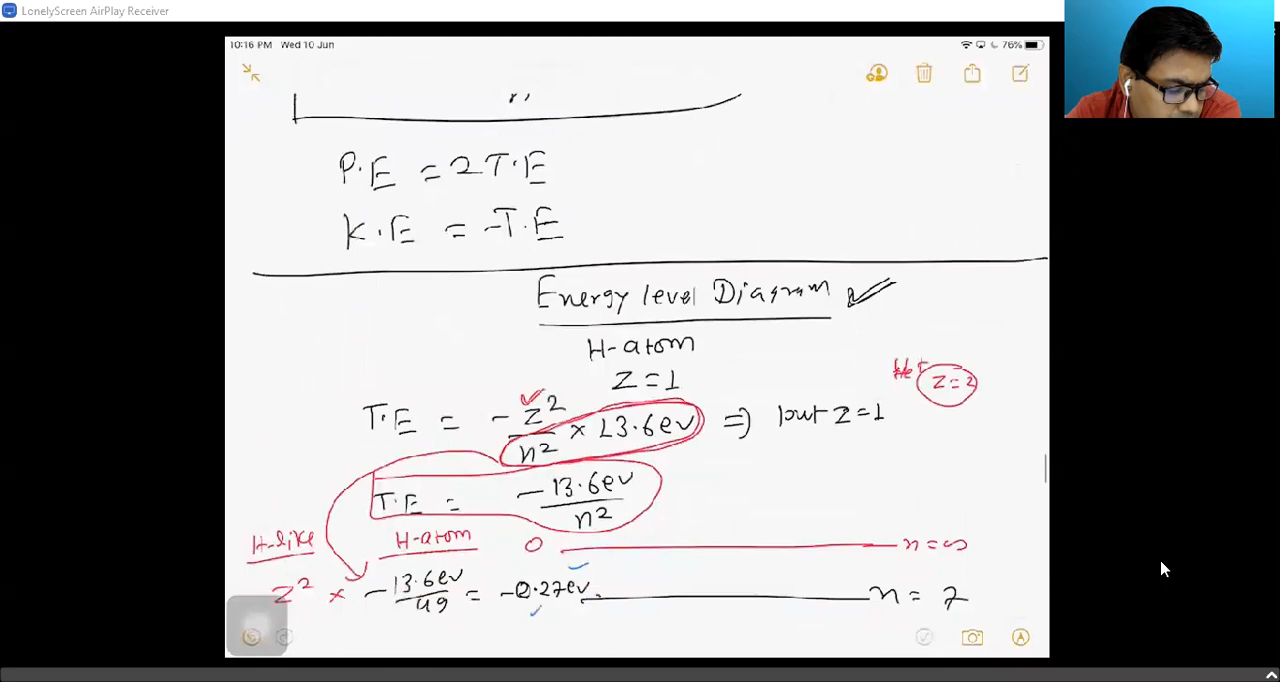 LonelyScreen AirPlay Receiver
10:16 PM Wed 10 Jun
76%
P.E = 2T.E
K.E = -T.E
Energy level Diagram ✓
H-atom
Z = 1
He+ Z=2
T.E = - Z²/n² × 13.6ev ⇒ put Z=1
T.E = -13.6ev/n²
H-like H-atom 0 n=∞
Z² × -13.6ev/49 = -0.27ev n = 7